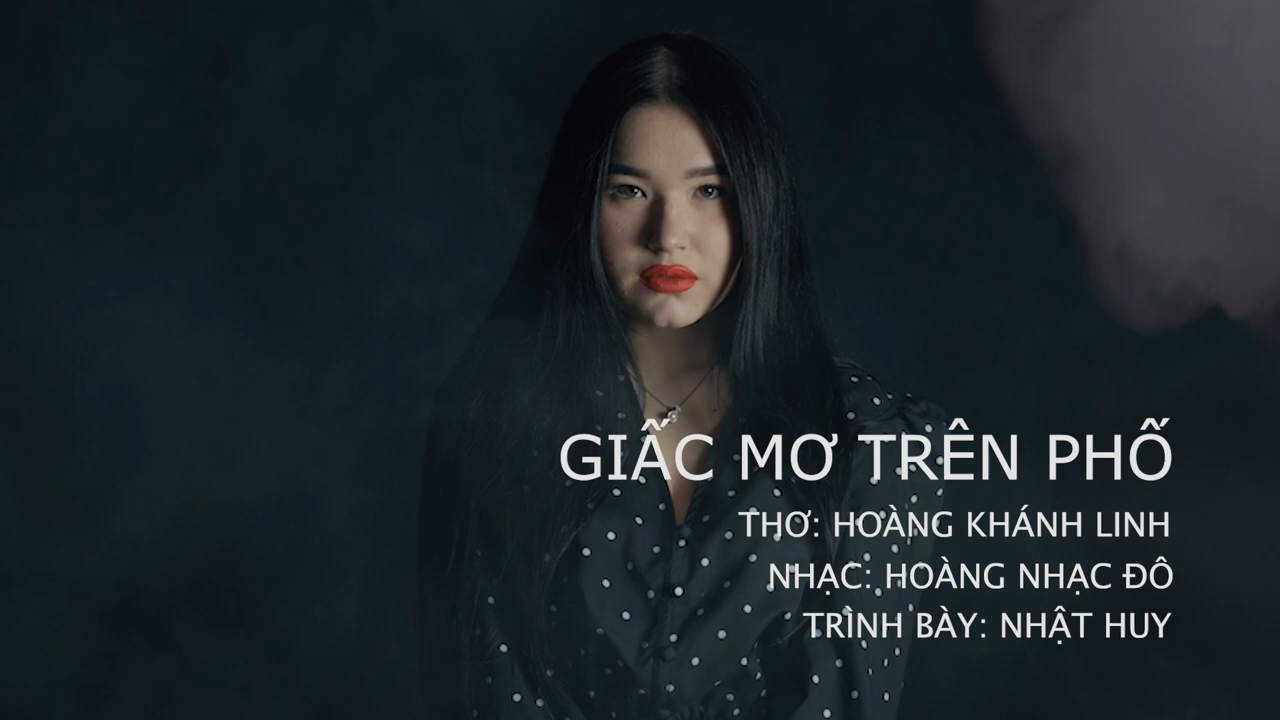 GIẤC MƠ TRÊN PHỐ
THƠ: HOÀNG KHÁNH LINH
NHẠC: HOÀNG NHẠC ĐÔ
TRÌNH BÀY: NHẬT HUY